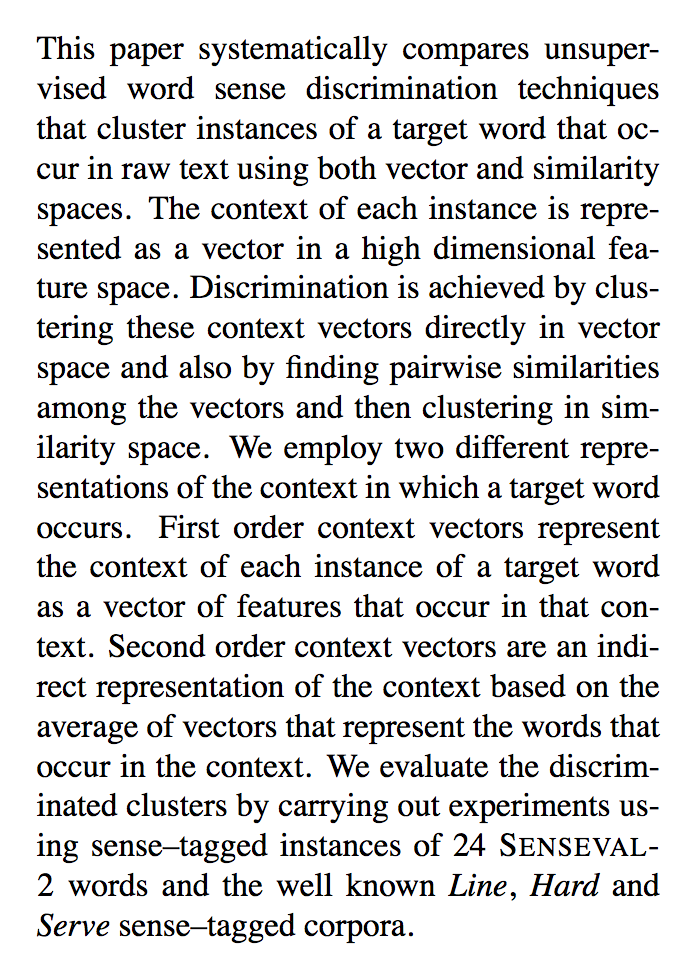 This paper systematically compares unsuper-
vised word sense discrimination techniques
that cluster instances of a target word that oc-
cur in raw text using both vector and similarity
spaces. The context of each instance is repre-
sented as a vector in a high dimensional fea-
ture space. Discrimination is achieved by clus-
tering these context vectors directly in vector
space and also by finding pairwise similarities
among the vectors and then clustering in sim-
ilarity space. We employ two different repre-
sentations of the context in which a target word
occurs. First order context vectors represent
the context of each instance of a target word
as a vector of features that occur in that con-
text. Second order context vectors are an indi-
rect representation of the context based on the
average of vectors that represent the words that
occur in the context. We evaluate the discrim-
inated clusters by carrying out experiments us-
ing sense–tagged instances of 24 SENSEVAL-
2 words and the well known Line, Hard and
Serve sense–tagged corpora.